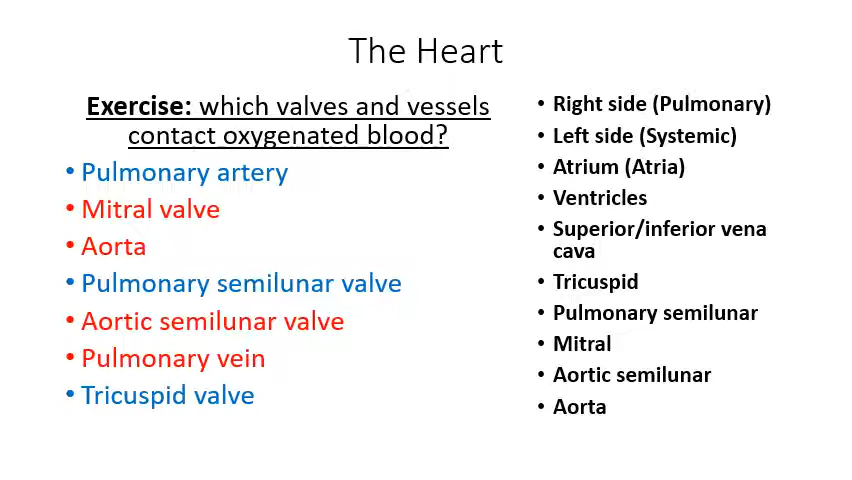 The Heart
Exercise: which valves and vessels
contact oxygenated blood?
• Pulmonary artery
• Mitral valve
• Aorta
• Pulmonary semilunar valve
• Aortic semilunar valve
• Pulmonary vein
• Tricuspid valve
• Right side (Pulmonary)
• Left side (Systemic)
• Atrium (Atria)
• Ventricles
• Superior/inferior vena
cava
• Tricuspid
• Pulmonary semilunar
• Mitral
• Aortic semilunar
• Aorta